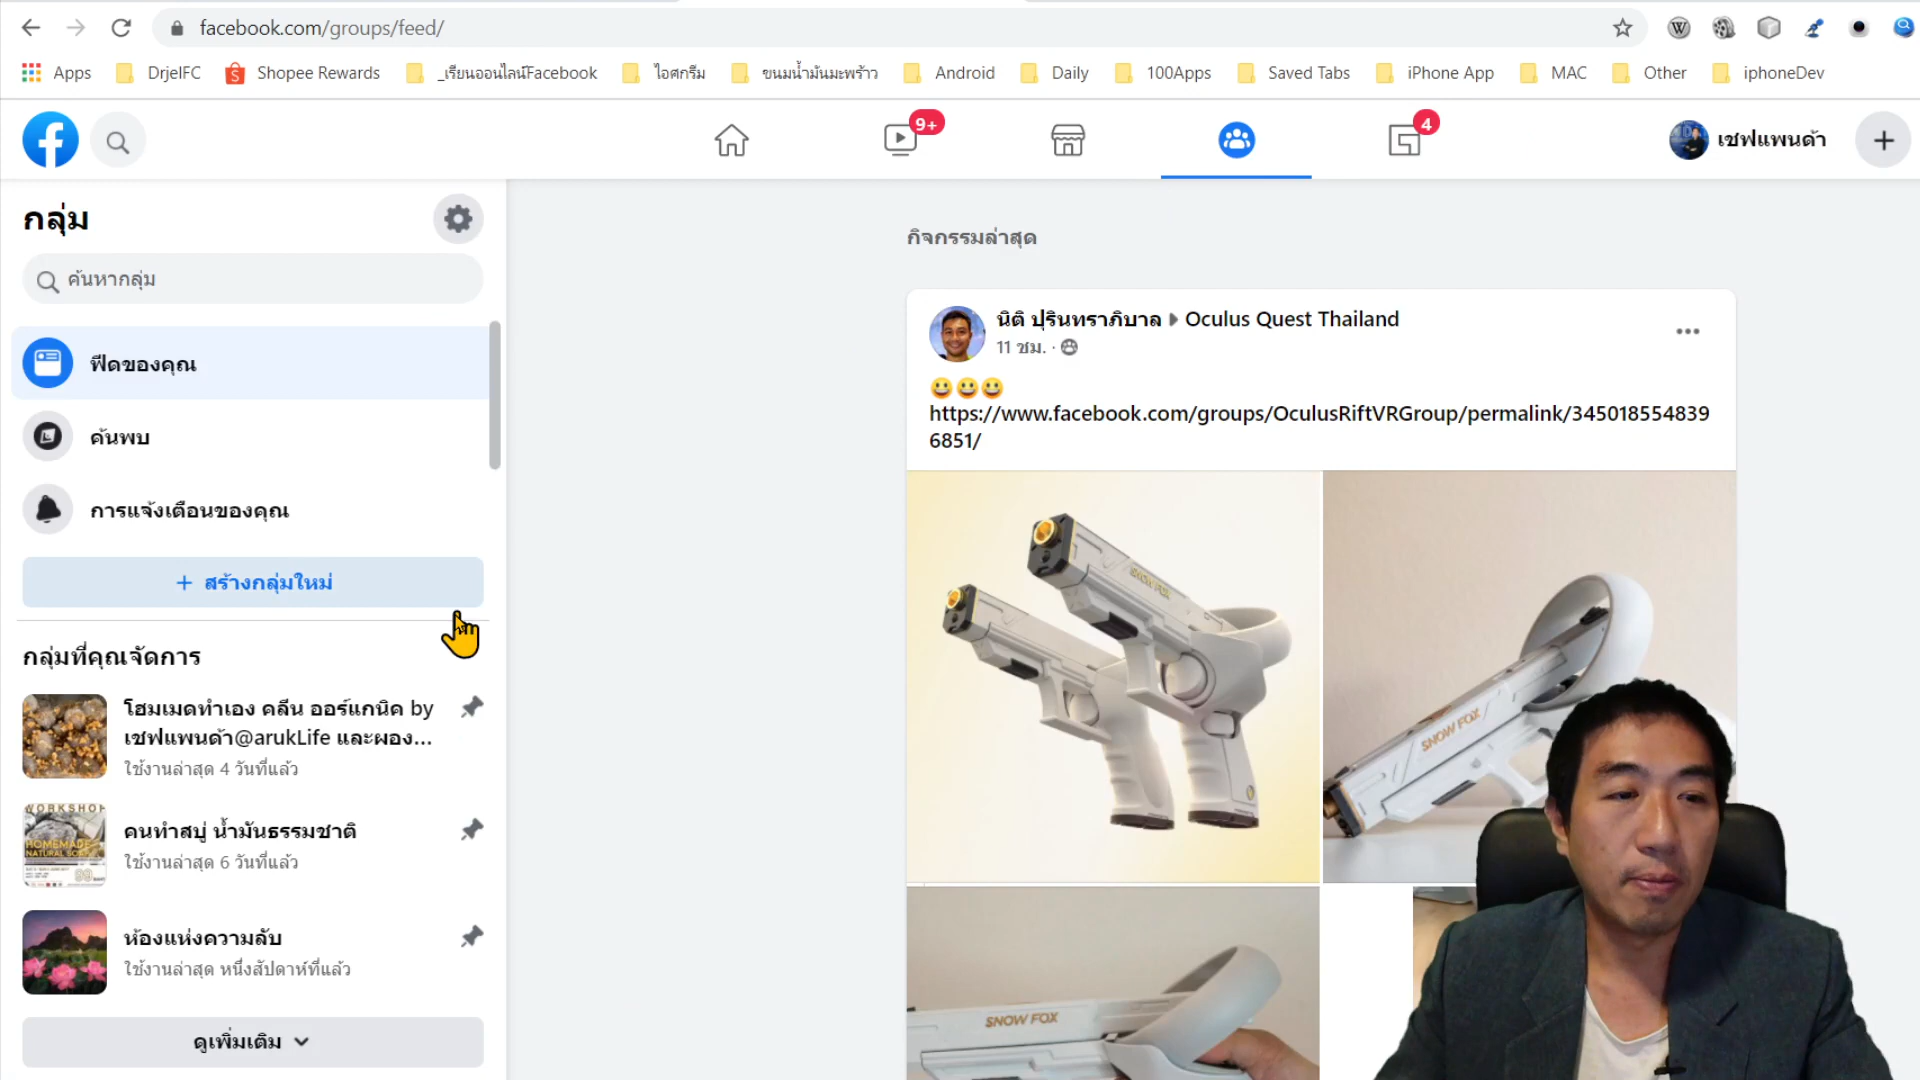 facebook.com/groups/feed/
Apps DrjelFC Shopee Rewards _เรียนออนไลน์Facebook ไอศกรีม ขนมน้ำมันมะพร้าว Android Daily 100Apps Saved Tabs iPhone App MAC Other iphoneDev
9+
4
เชฟแพนด้า
กลุ่ม
ค้นหากลุ่ม
ฟีดของคุณ
ค้นพบ
การแจ้งเตือนของคุณ
+ สร้างกลุ่มใหม่
กลุ่มที่คุณจัดการ
โฮมเมดทำเอง คลีน ออร์แกนิค by
เชฟแพนด้า@arukLife และผอง...
ใช้งานล่าสุด 4 วันที่แล้ว
WORKSHOP
HOMEMADE
คนทำสบู่ น้ำมันธรรมชาติ
ใช้งานล่าสุด 6 วันที่แล้ว
ห้องแห่งความลับ
ใช้งานล่าสุด หนึ่งสัปดาห์ที่แล้ว
ดูเพิ่มเติม
กิจกรรมล่าสุด
นิติ ปุรินทราภิบาล Oculus Quest Thailand
11 ชม. ·
https://www.facebook.com/groups/OculusRiftVRGroup/permalink/345018554839
6851/
SNOW FOX
SNOW FOX
SNOW FOX